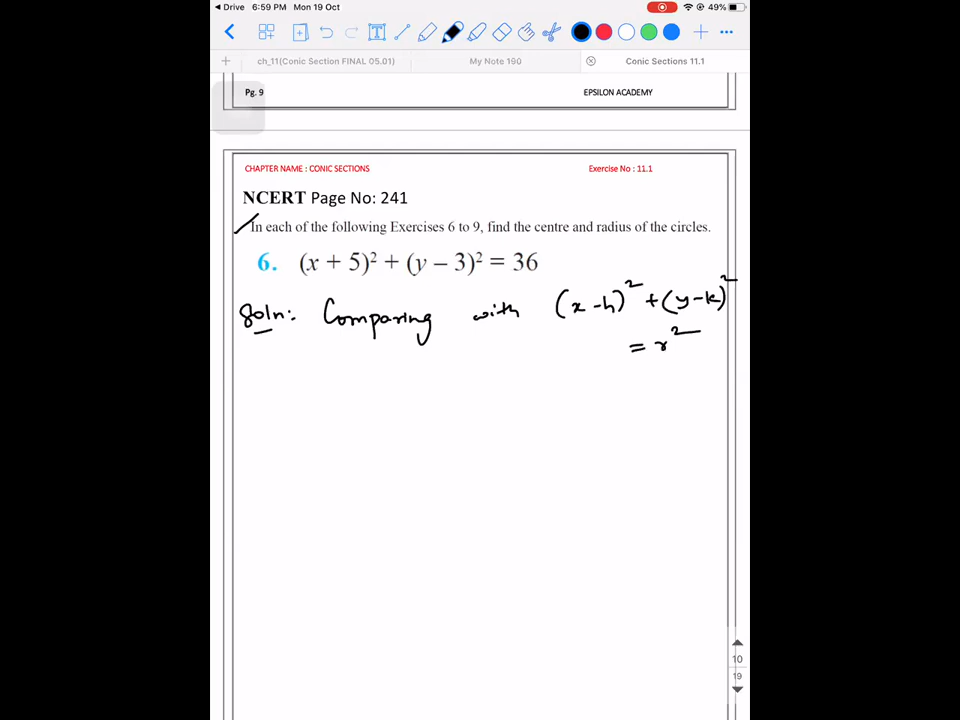 Drive 6:59 PM Mon 19 Oct 49%
ch_11(Conic Section FINAL 05.01) My Note 190 Conic Sections 11.1
Pg. 9 EPSILON ACADEMY
CHAPTER NAME : CONIC SECTIONS Exercise No : 11.1
NCERT Page No: 241
In each of the following Exercises 6 to 9, find the centre and radius of the circles.
6. (x + 5)² + (y – 3)² = 36
Soln: Comparing with (x-h)² + (y-k)²
= r²
10
19